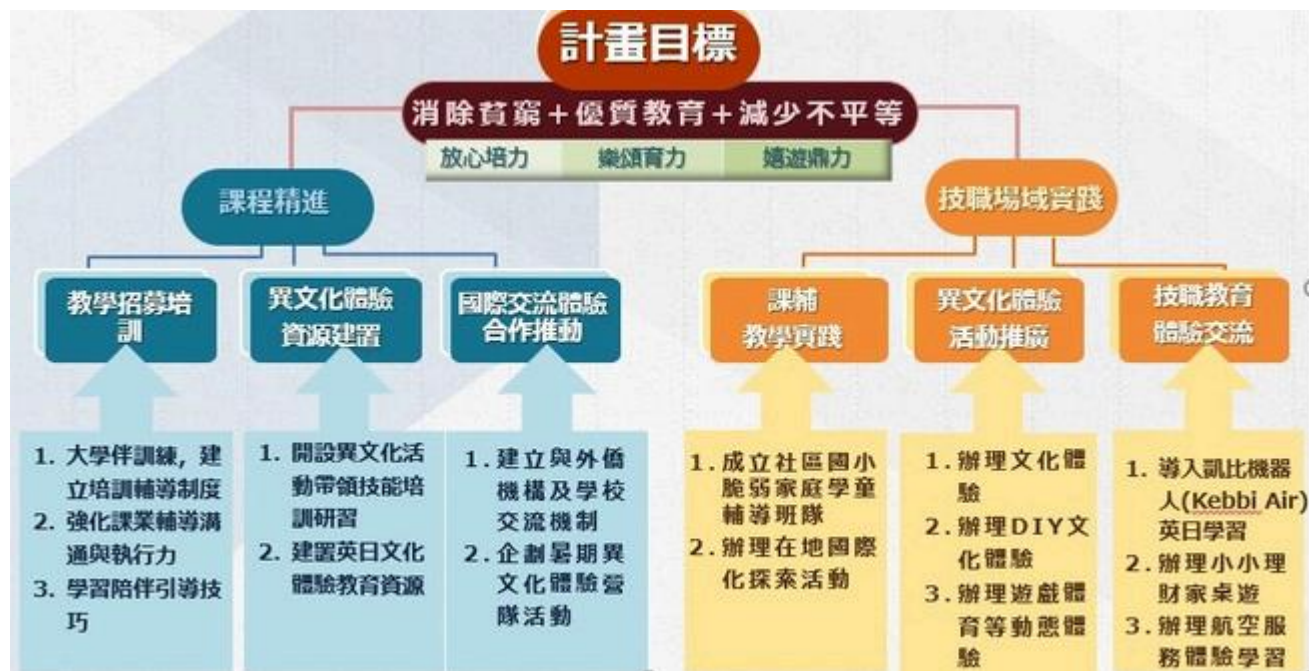 計畫目標
消除貧窮+優質教育+減少不平等
放心培力
樂頌育力
嬉遊鼎力
課程精進
教學招募培
訓
異文化體驗
資源建置
國際交流體驗
合作推動
1. 大學伴訓練, 建
立培訓輔導制度
2. 強化課業輔導溝
通與執行力
3. 學習陪伴引導技
巧
1. 開設異文化活
動帶領技能培
訓研習
2. 建置英日文化
體驗教育資源
1. 建立與外僑
機構及學校
交流機制
2. 企劃暑期異
文化體驗營
隊活動
技職場域實踐
課補
教學實踐
異文化體驗
活動推廣
技職教育
體驗交流
1. 成立社區國小
脆弱家庭學童
輔導班隊
2. 辦理在地國際
化探索活動
1. 辦理文化體
驗
2. 辦理DIY文
化體驗
3. 辦理遊戲體
育等動態體
驗
1. 導入凱比機器
人(Kebbi Air)
英日學習
2. 辦理小小理
財家桌遊
3. 辦理航空服
務體驗學習